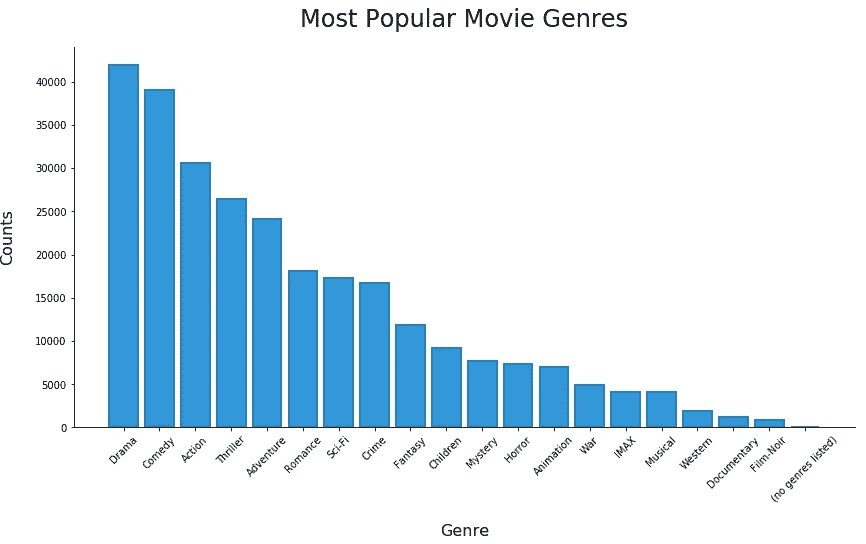 Most Popular Movie Genres
Counts
40000
35000
30000
25000
20000
15000
10000
5000
0
Drama
Comedy
Action
Thriller
Adventure
Romance
Sci-Fi
Crime
Fantasy
Children
Mystery
Horror
Animation
War
IMAX
Musical
Western
Documentary
Film-Noir
(no genres listed)
Genre